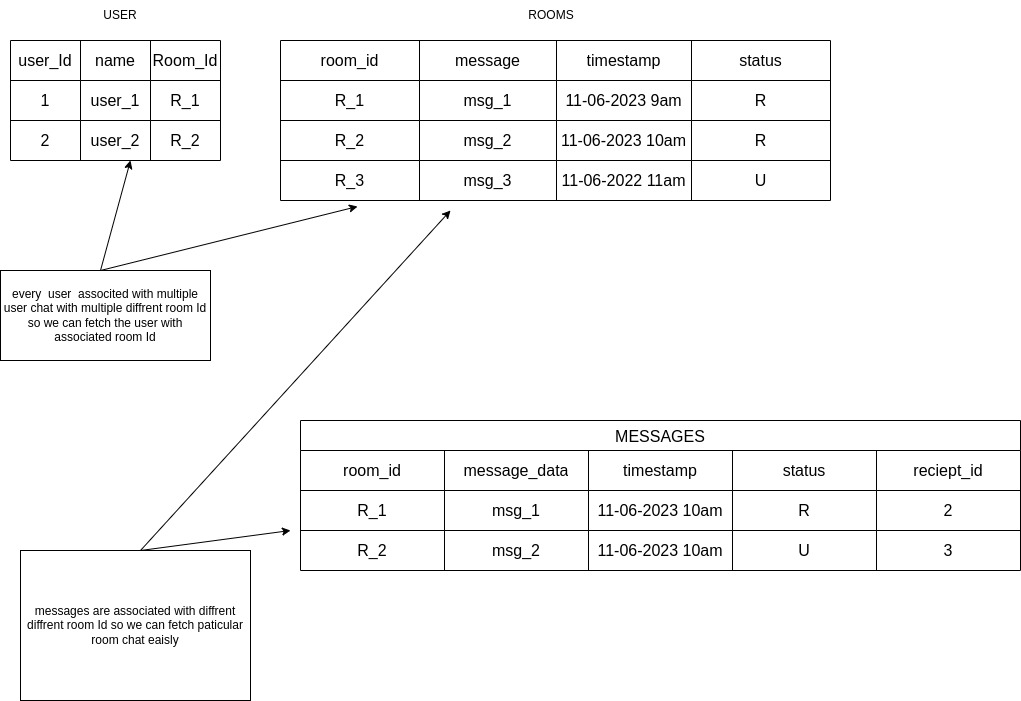 USER
user_Id name Room_Id
1 user_1 R_1
2 user_2 R_2
ROOMS
room_id message timestamp status
R_1 msg_1 11-06-2023 9am R
R_2 msg_2 11-06-2023 10am R
R_3 msg_3 11-06-2022 11am U
every user associted with multiple
user chat with multiple diffrent room Id
so we can fetch the user with
associated room Id
MESSAGES
room_id message_data timestamp status reciept_id
R_1 msg_1 11-06-2023 10am R 2
R_2 msg_2 11-06-2023 10am U 3
messages are associated with diffrent
diffrent room Id so we can fetch paticular
room chat eaisly